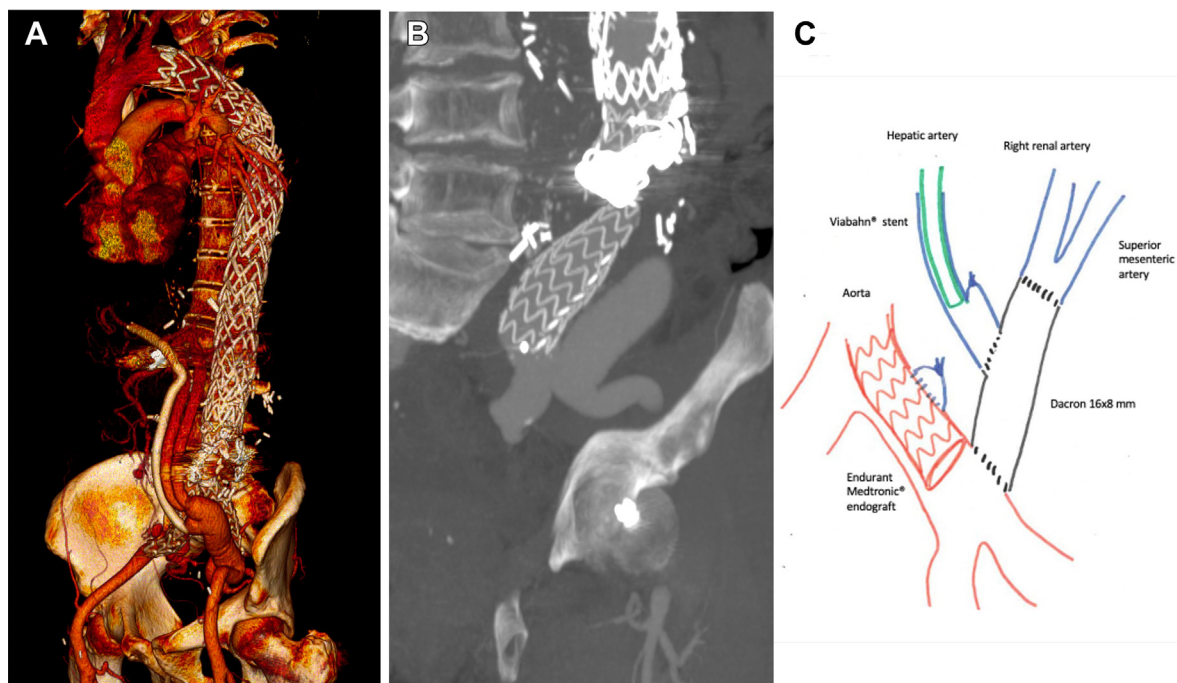 A
B
C
Hepatic artery
Right renal artery
Viabahn® stent
Superior
mesenteric
artery
Aorta
Dacron 16x8 mm
Endurant
Medtronic®
endograft